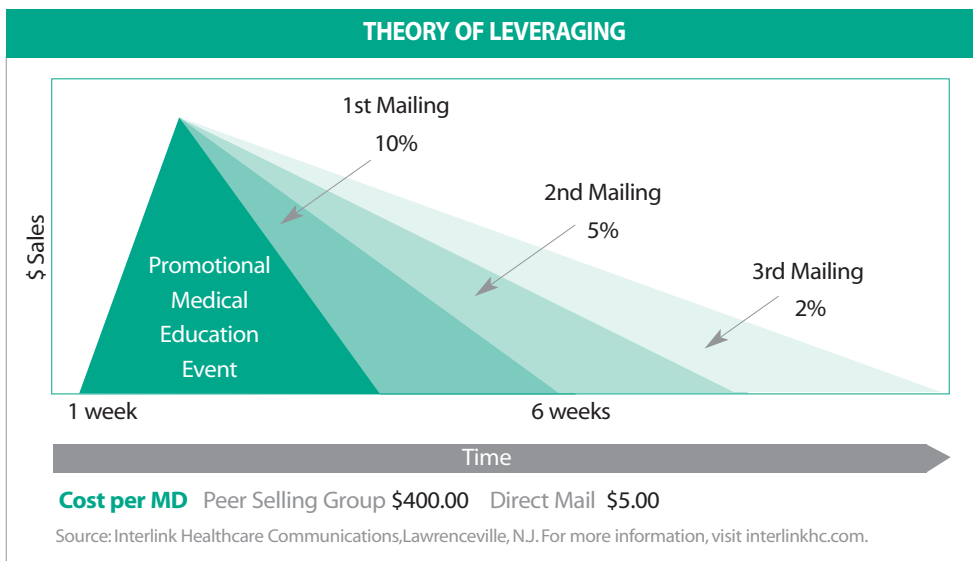 THEORY OF LEVERAGING
1st Mailing
10%
2nd Mailing
5%
3rd Mailing
2%
$ Sales
Promotional
Medical
Education
Event
1 week
6 weeks
Time
Cost per MD Peer Selling Group $400.00 Direct Mail $5.00
Source: Interlink Healthcare Communications,Lawrenceville, N.J. For more information, visit interlinkhc.com.